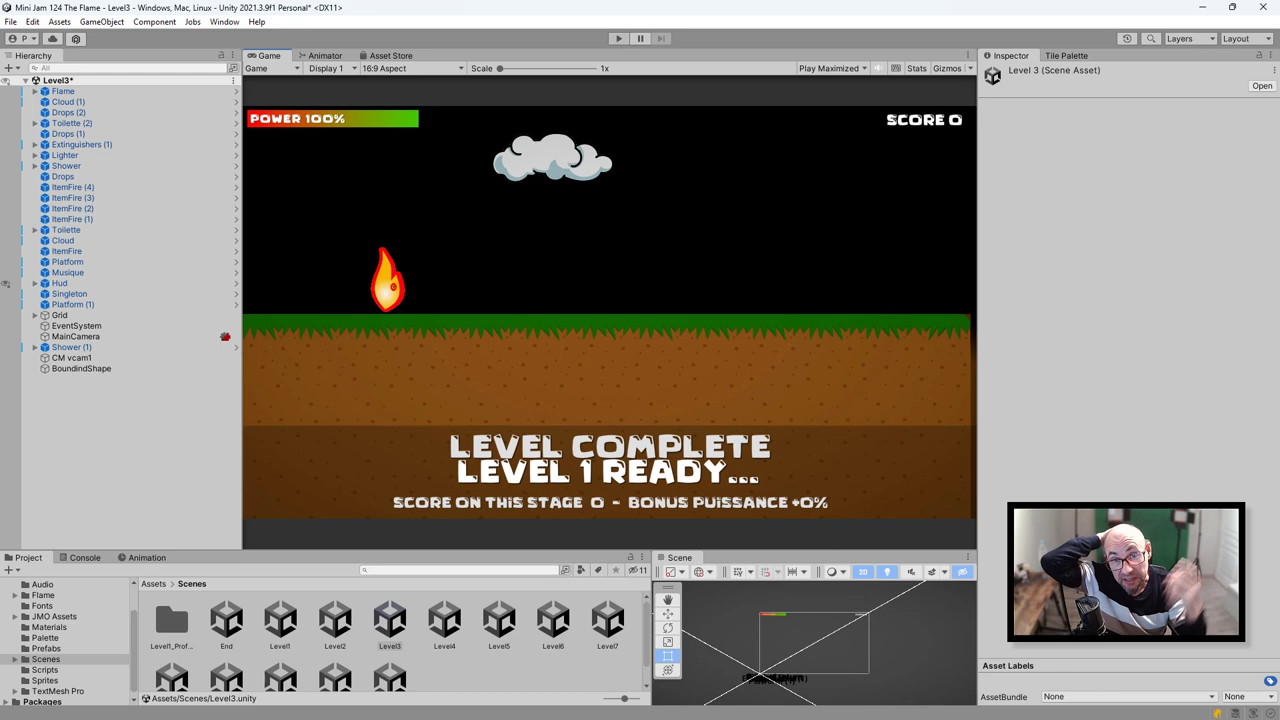 Mini Jam 124 The Flame - Level3 - Windows, Mac, Linux - Unity 2021.3.9f1 Personal* <DX11>
File Edit Assets GameObject Component Jobs Window Help
P Layers Layout
Hierarchy Game Animator Asset Store Inspector Tile Palette
All Game Display 1 16:9 Aspect Scale 1x Play Maximized Stats Gizmos Level 3 (Scene Asset)
Open
Level3*
Flame
Cloud (1)
Drops (2)
Toilette (2)
Drops (1)
Extinguishers (1)
Lighter
Shower
Drops
ItemFire (4)
ItemFire (3)
ItemFire (2)
ItemFire (1)
Toilette
Cloud
ItemFire
Platform
Musique
Hud
Singleton
Platform (1)
Grid
EventSystem
MainCamera
Shower (1)
CM vcam1
BoundindShape
POWER 100% SCORE 0
LEVEL COMPLETE
LEVEL 1 READY...
SCORE ON THIS STAGE 0 - BONUS PUISSANCE +0%
Project Console Animation Scene
11 2D
Audio
Flame
Fonts
JMO Assets
Materials
Palette
Prefabs
Scenes
Scripts
Sprites
TextMesh Pro
Packages
Assets > Scenes
Level1_Prof... End Level1 Level2 Level3 Level4 Level5 Level6 Level7
Assets/Scenes/Level3.unity
Asset Labels
AssetBundle None None